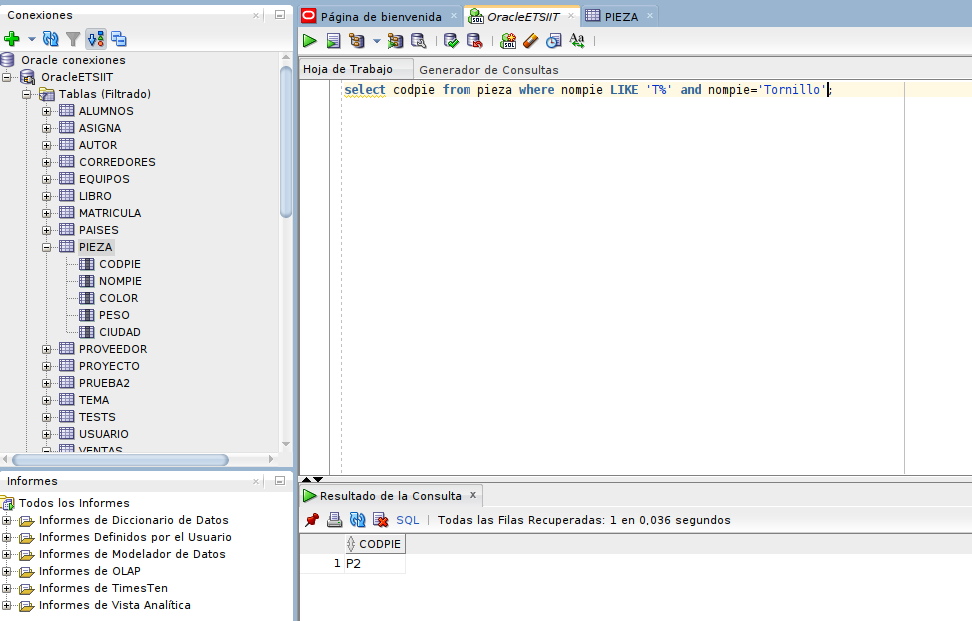 Conexiones
Oracle conexiones
OracleETSIIT
Tablas (Filtrado)
ALUMNOS
ASIGNA
AUTOR
CORREDORES
EQUIPOS
LIBRO
MATRICULA
PAISES
PIEZA
CODPIE
NOMPIE
COLOR
PESO
CIUDAD
PROVEEDOR
PROYECTO
PRUEBA2
TEMA
TESTS
USUARIO
VENTAS
Informes
Todos los Informes
Informes de Diccionario de Datos
Informes Definidos por el Usuario
Informes de Modelador de Datos
Informes de OLAP
Informes de TimesTen
Informes de Vista Analítica
Página de bienvenida
OracleETSIIT
PIEZA
SQL
Aa
Hoja de Trabajo
Generador de Consultas
select codpie from pieza where nompie LIKE 'T%' and nompie='Tornillo';
Resultado de la Consulta
SQL
Todas las Filas Recuperadas: 1 en 0,036 segundos
CODPIE
1 P2